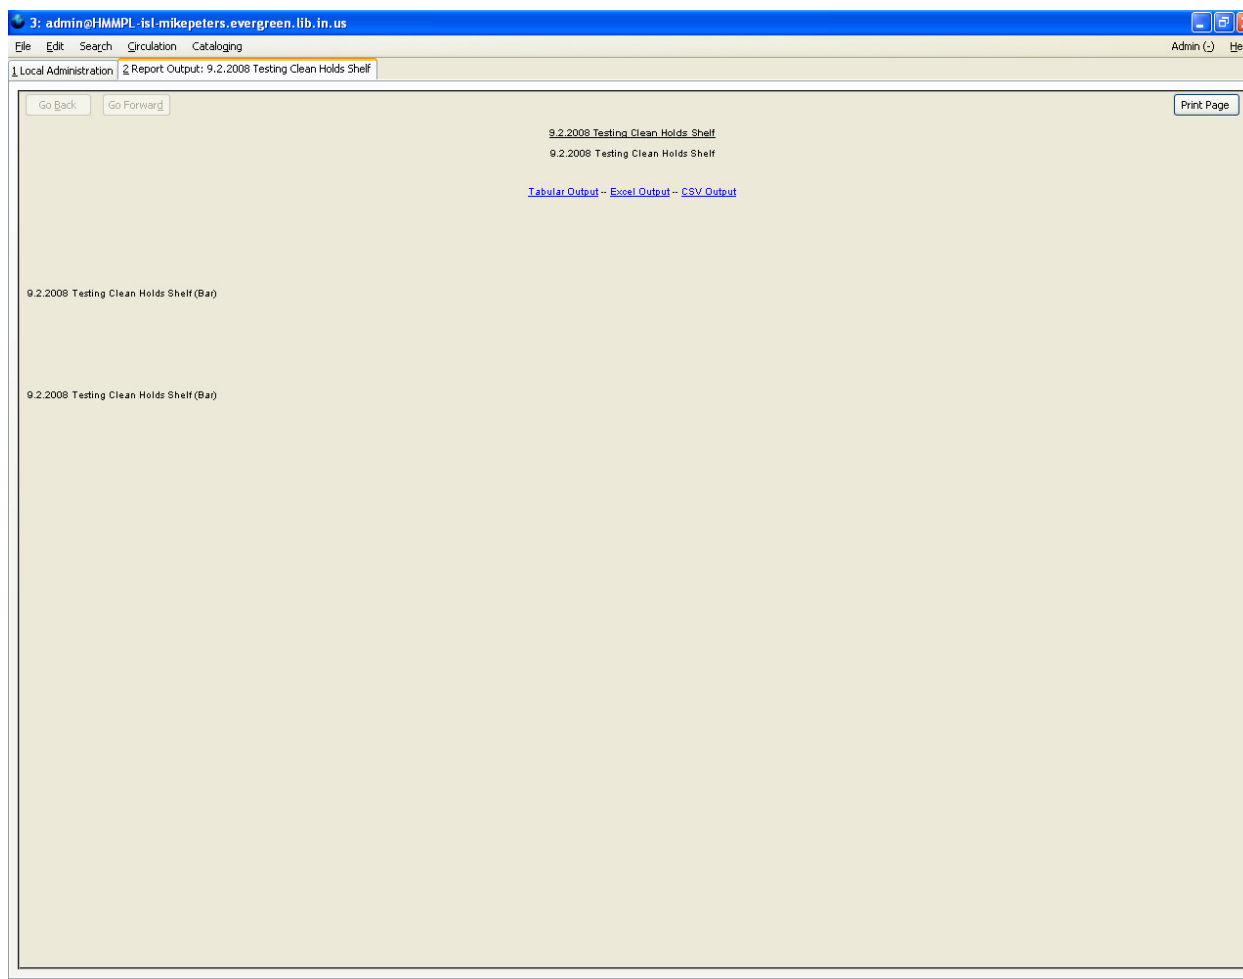 3: admin@HMMPL-isl-mikepeters.evergreen.lib.in.us
File Edit Search Circulation Cataloging Admin (-) He
1 Local Administration 2 Report Output: 9.2.2008 Testing Clean Holds Shelf
Go Back Go Forward Print Page
9.2.2008 Testing Clean Holds Shelf
9.2.2008 Testing Clean Holds Shelf
Tabular Output -- Excel Output -- CSV Output
9.2.2008 Testing Clean Holds Shelf (Bar)
9.2.2008 Testing Clean Holds Shelf (Bar)